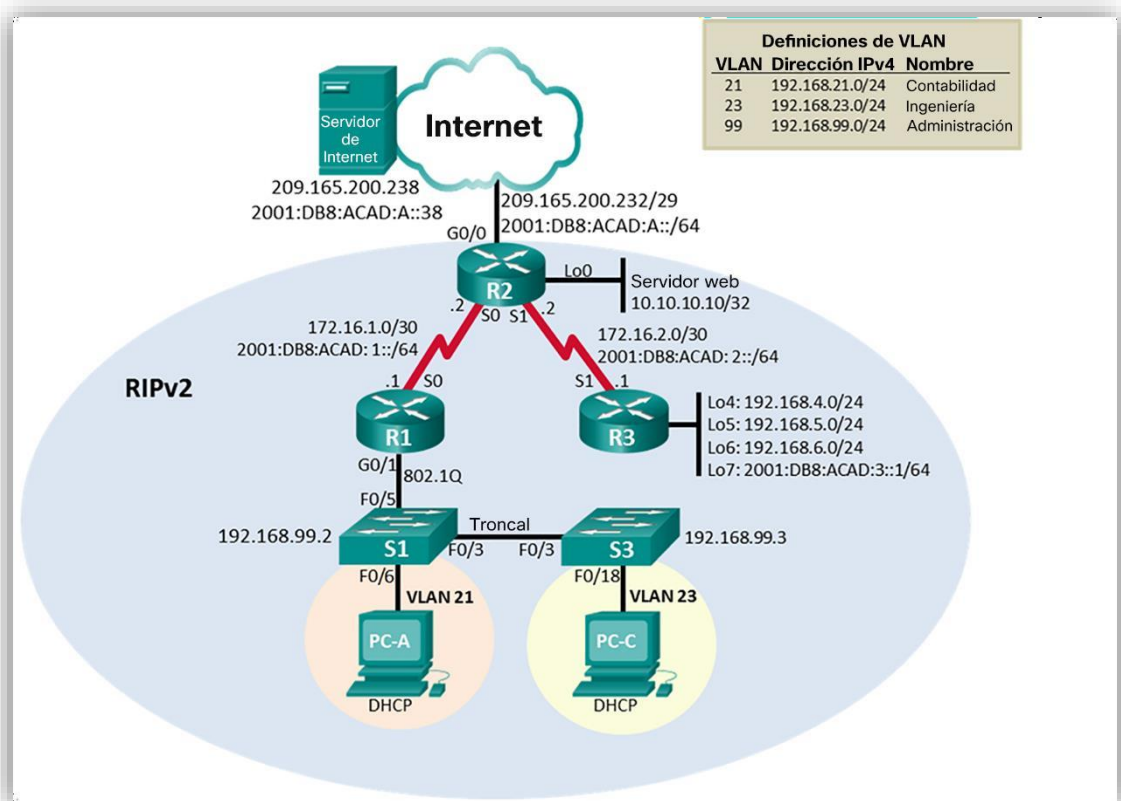 Definiciones de VLAN
VLAN Dirección IPv4 Nombre
21 192.168.21.0/24 Contabilidad
23 192.168.23.0/24 Ingeniería
99 192.168.99.0/24 Administración
Servidor
de
Internet
Internet
209.165.200.238
2001:DB8:ACAD:A::38
209.165.200.232/29
2001:DB8:ACAD:A::/64
G0/0
R2
Lo0
Servidor web
10.10.10.10/32
.2
S0
S1
.2
172.16.1.0/30
2001:DB8:ACAD: 1::/64
172.16.2.0/30
2001:DB8:ACAD: 2::/64
RIPv2
.1
S0
S1
.1
R1
R3
Lo4: 192.168.4.0/24
Lo5: 192.168.5.0/24
Lo6: 192.168.6.0/24
Lo7: 2001:DB8:ACAD:3::1/64
G0/1
802.1Q
F0/5
192.168.99.2
S1
Troncal
F0/3
F0/3
S3
192.168.99.3
F0/6
VLAN 21
F0/18
VLAN 23
PC-A
PC-C
DHCP
DHCP